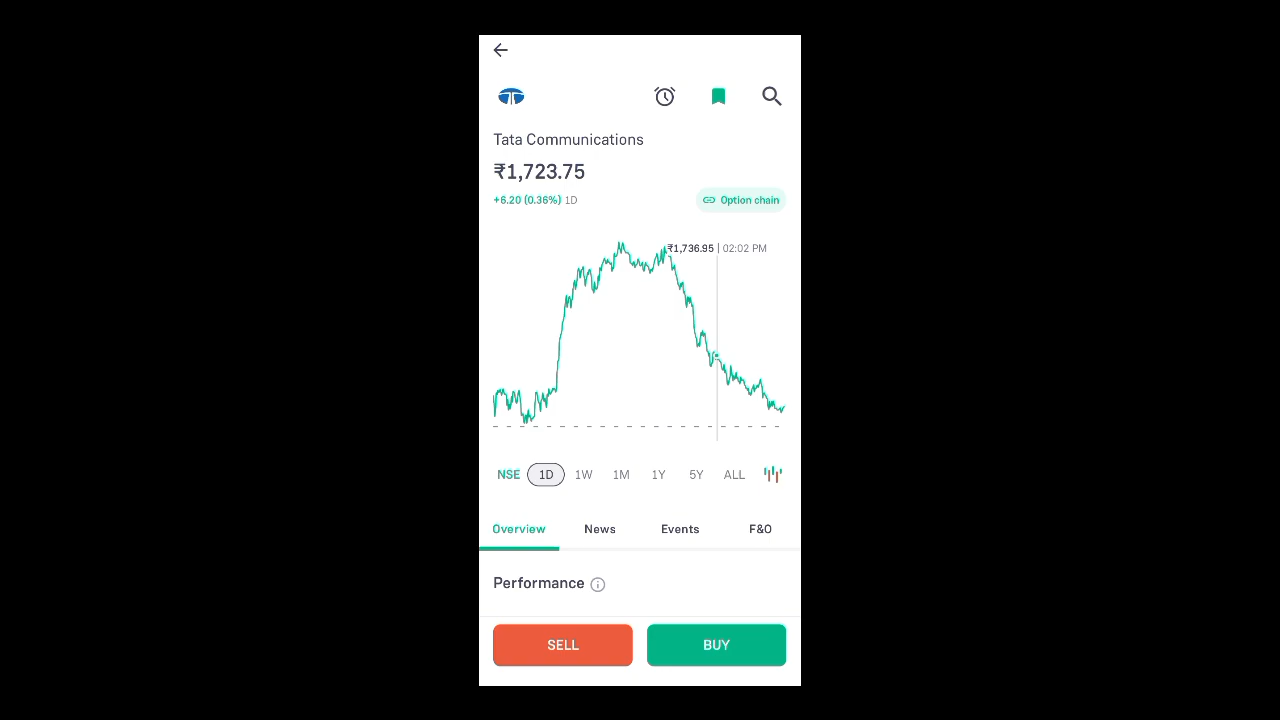 Tata Communications
₹1,723.75
+6.20 (0.36%) 1D
Option chain
₹1,736.95 | 02:02 PM
NSE 1D 1W 1M 1Y 5Y ALL
Overview News Events F&O
Performance
SELL BUY